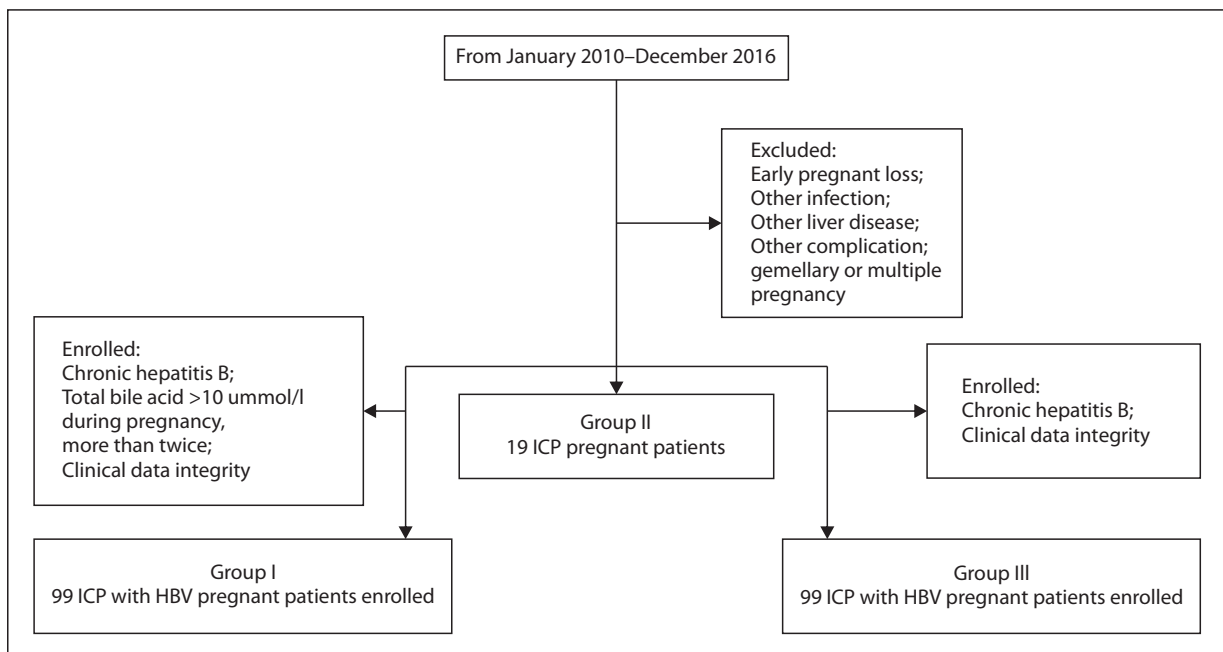 From January 2010–December 2016
Excluded:
Early pregnant loss;
Other infection;
Other liver disease;
Other complication;
gemellary or multiple
pregnancy
Enrolled:
Chronic hepatitis B;
Total bile acid >10 ummol/l
during pregnancy,
more than twice;
Clinical data integrity
Group II
19 ICP pregnant patients
Enrolled:
Chronic hepatitis B;
Clinical data integrity
Group I
99 ICP with HBV pregnant patients enrolled
Group III
99 ICP with HBV pregnant patients enrolled